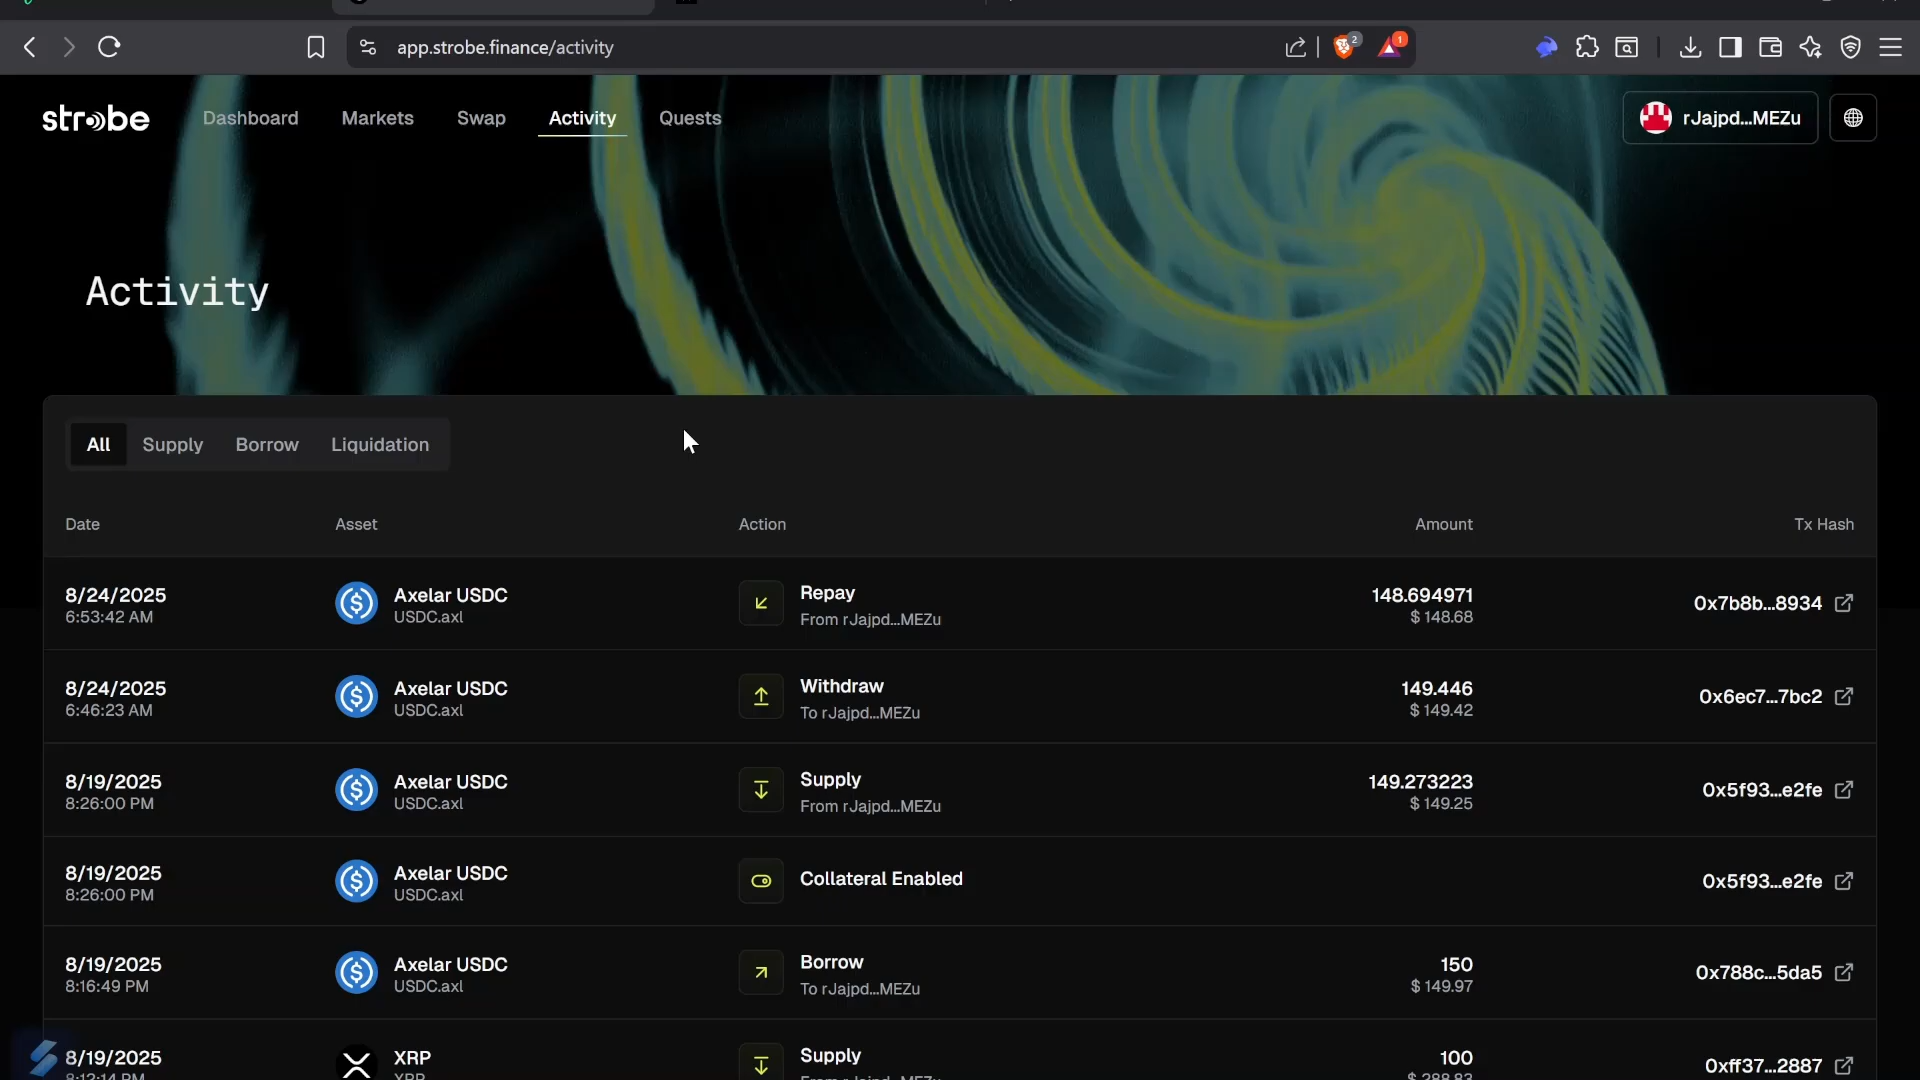 app.strobe.finance/activity
2
1
strobe
Dashboard
Markets
Swap
Activity
Quests
rJajpd...MEZu
Activity
All
Supply
Borrow
Liquidation
Date
Asset
Action
Amount
Tx Hash
8/24/2025
6:53:42 AM
Axelar USDC
USDC.axl
Repay
From rJajpd...MEZu
148.694971
$ 148.68
0x7b8b...8934
8/24/2025
6:46:23 AM
Axelar USDC
USDC.axl
Withdraw
To rJajpd...MEZu
149.446
$ 149.42
0x6ec7...7bc2
8/19/2025
8:26:00 PM
Axelar USDC
USDC.axl
Supply
From rJajpd...MEZu
149.273223
$ 149.25
0x5f93...e2fe
8/19/2025
8:26:00 PM
Axelar USDC
USDC.axl
Collateral Enabled
0x5f93...e2fe
8/19/2025
8:16:49 PM
Axelar USDC
USDC.axl
Borrow
To rJajpd...MEZu
150
$ 149.97
0x788c...5da5
8/19/2025
8:12:14 PM
XRP
XRP
Supply
From rJajpd...MEZu
100
$ 288.83
0xff37...2887